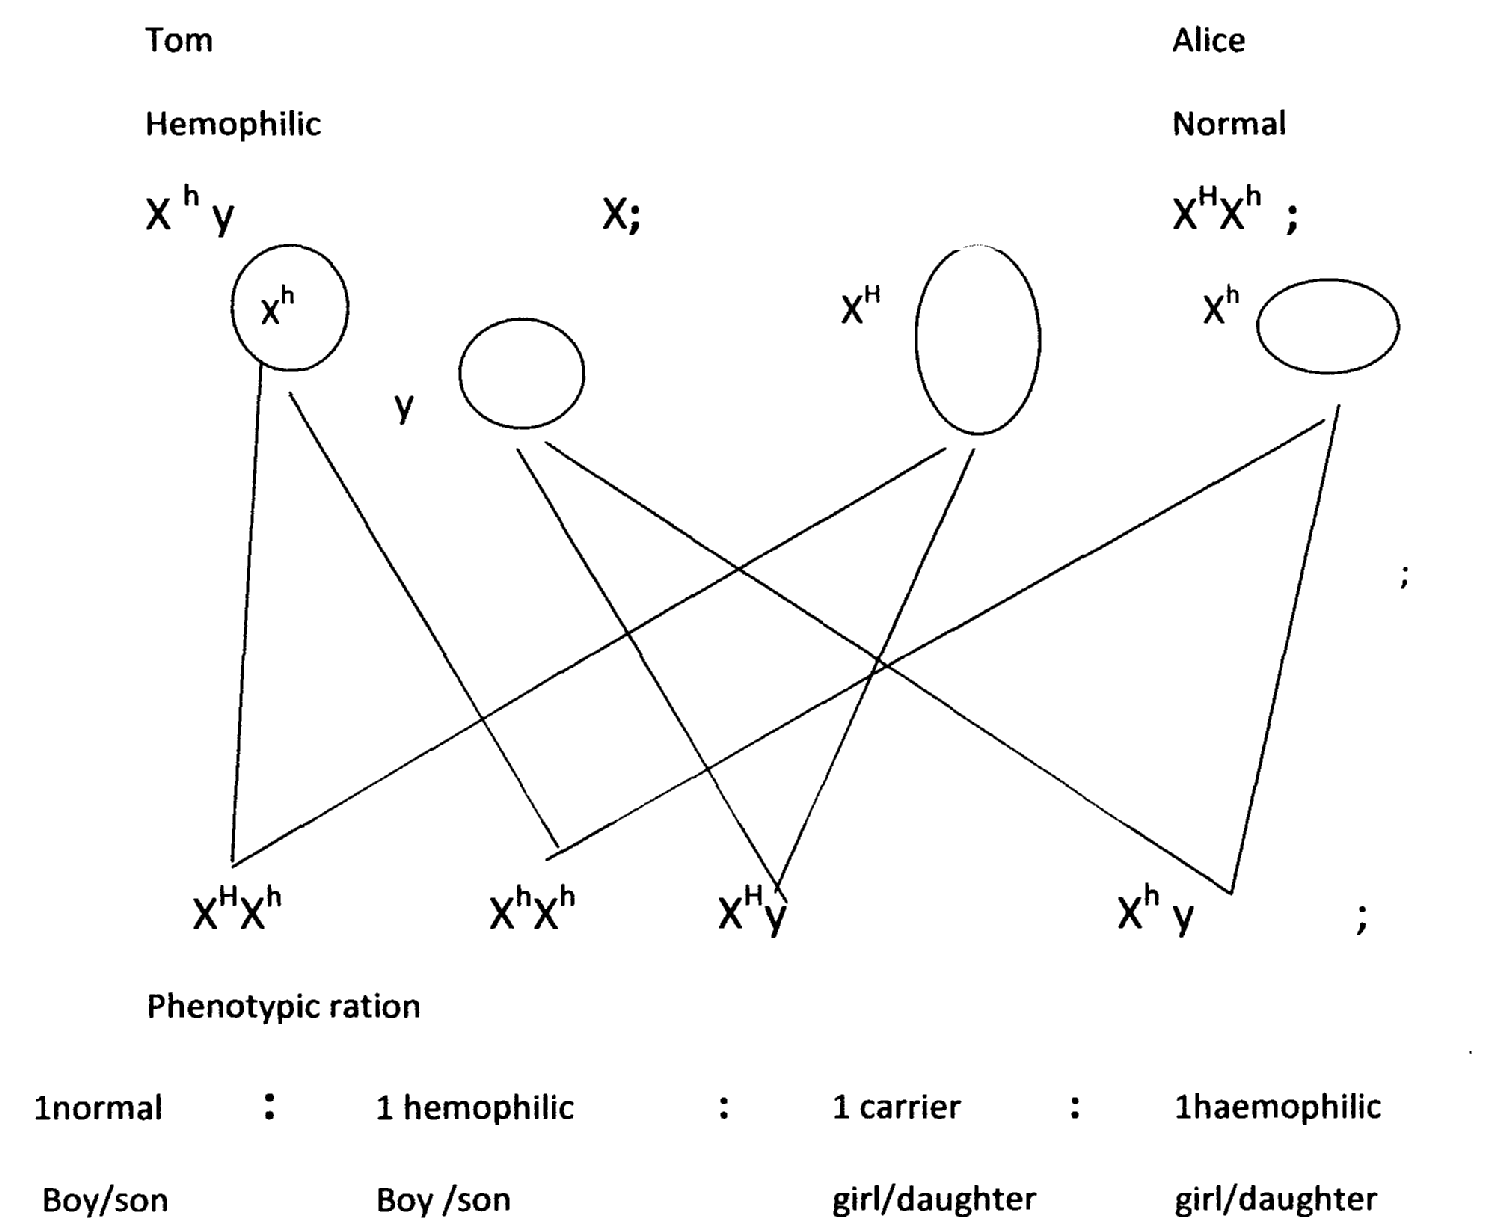 Tom Alice
Hemophilic Normal
X h y X; XHXh ;
Xh XH Xh
y
;
XHXh XhXh XHy Xh y ;
Phenotypic ration
1normal : 1 hemophilic : 1 carrier : 1haemophilic
Boy/son Boy /son girl/daughter girl/daughter